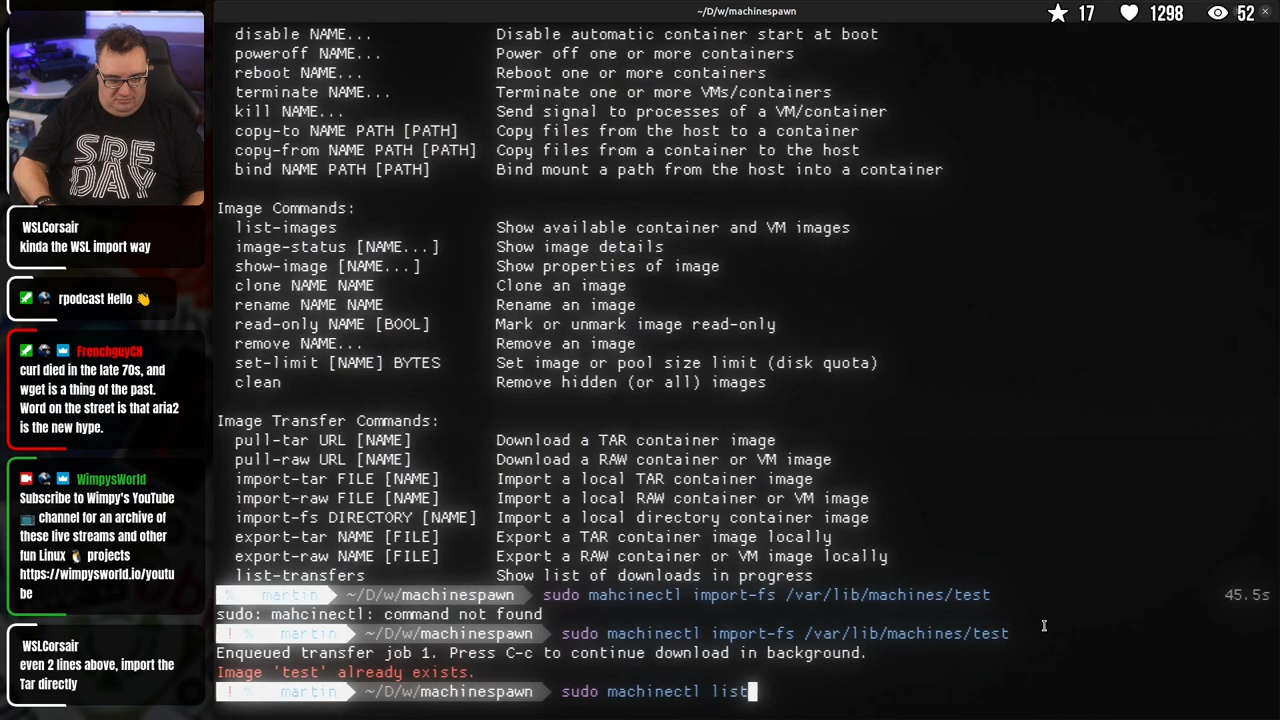 ~/D/w/machinespawn
17 1298 52
SRE
DAY
WSLCorsair
kinda the WSL import way
rpodcast Hello 👋
FrenchguyCH
curl died in the late 70s, and
wget is a thing of the past.
Word on the street is that aria2
is the new hype.
WimpysWorld
Subscribe to Wimpy's YouTube
📺 channel for an archive of
these live streams and other
fun Linux 🐧 projects
https://wimpysworld.io/youtu
be
WSLCorsair
even 2 lines above, import the
Tar directly
disable NAME... Disable automatic container start at boot
poweroff NAME... Power off one or more containers
reboot NAME... Reboot one or more containers
terminate NAME... Terminate one or more VMs/containers
kill NAME... Send signal to processes of a VM/container
copy-to NAME PATH [PATH] Copy files from the host to a container
copy-from NAME PATH [PATH] Copy files from a container to the host
bind NAME PATH [PATH] Bind mount a path from the host into a container
Image Commands:
list-images Show available container and VM images
image-status [NAME...] Show image details
show-image [NAME...] Show properties of image
clone NAME NAME Clone an image
rename NAME NAME Rename an image
read-only NAME [BOOL] Mark or unmark image read-only
remove NAME... Remove an image
set-limit [NAME] BYTES Set image or pool size limit (disk quota)
clean Remove hidden (or all) images
Image Transfer Commands:
pull-tar URL [NAME] Download a TAR container image
pull-raw URL [NAME] Download a RAW container or VM image
import-tar FILE [NAME] Import a local TAR container image
import-raw FILE [NAME] Import a local RAW container or VM image
import-fs DIRECTORY [NAME] Import a local directory container image
export-tar NAME [FILE] Export a TAR container image locally
export-raw NAME [FILE] Export a RAW container or VM image locally
list-transfers Show list of downloads in progress
% martin ~/D/w/machinespawn sudo mahcinectl import-fs /var/lib/machines/test 45.5s
sudo: mahcinectl: command not found
! % martin ~/D/w/machinespawn sudo machinectl import-fs /var/lib/machines/test
Enqueued transfer job 1. Press C-c to continue download in background.
Image 'test' already exists.
! % martin ~/D/w/machinespawn sudo machinectl list